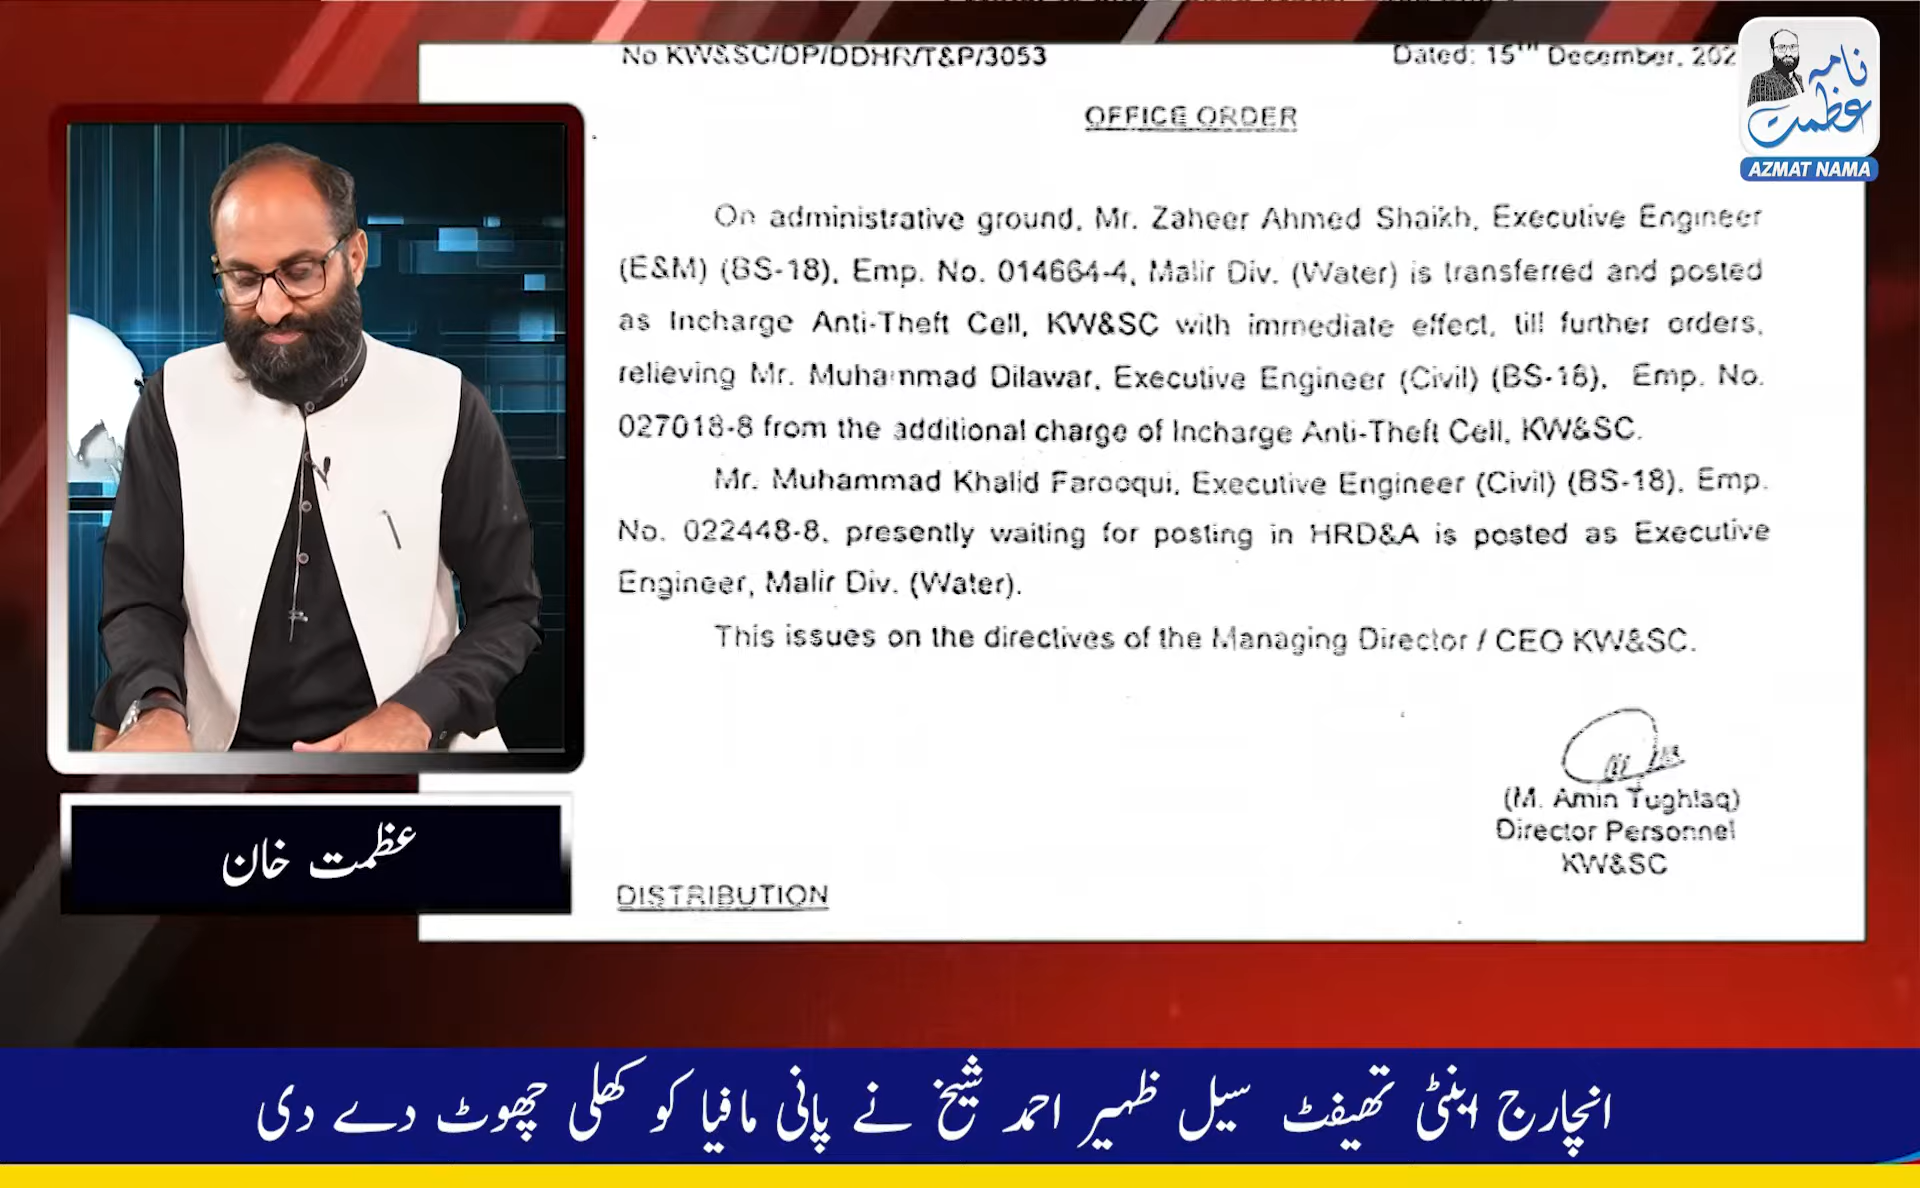 No KW&SC/DP/DDHR/T&P/3053
Dated: 15th December, 202
OFFICE ORDER
On administrative ground, Mr. Zaheer Ahmed Shaikh, Executive Engineer
(E&M) (BS-18), Emp. No. 014664-4, Malir Div. (Water) is transferred and posted
as Incharge Anti-Theft Cell, KW&SC with immediate effect, till further orders,
relieving Mr. Muhammad Dilawar, Executive Engineer (Civil) (BS-18), Emp. No.
027018-8 from the additional charge of Incharge Anti-Theft Cell, KW&SC.
Mr. Muhammad Khalid Farooqui, Executive Engineer (Civil) (BS-18), Emp.
No. 022448-8, presently waiting for posting in HRD&A is posted as Executive
Engineer, Malir Div. (Water).
This issues on the directives of the Managing Director / CEO KW&SC.
(M. Amin Tughlaq)
Director Personnel
KW&SC
DISTRIBUTION
نامہ
عظمت
AZMAT NAMA
عظمت خان
انچارج اینٹی تھیفٹ سیل ظہیر احمد شیخ نے پانی مافیا کو کھلی چھوٹ دے دی